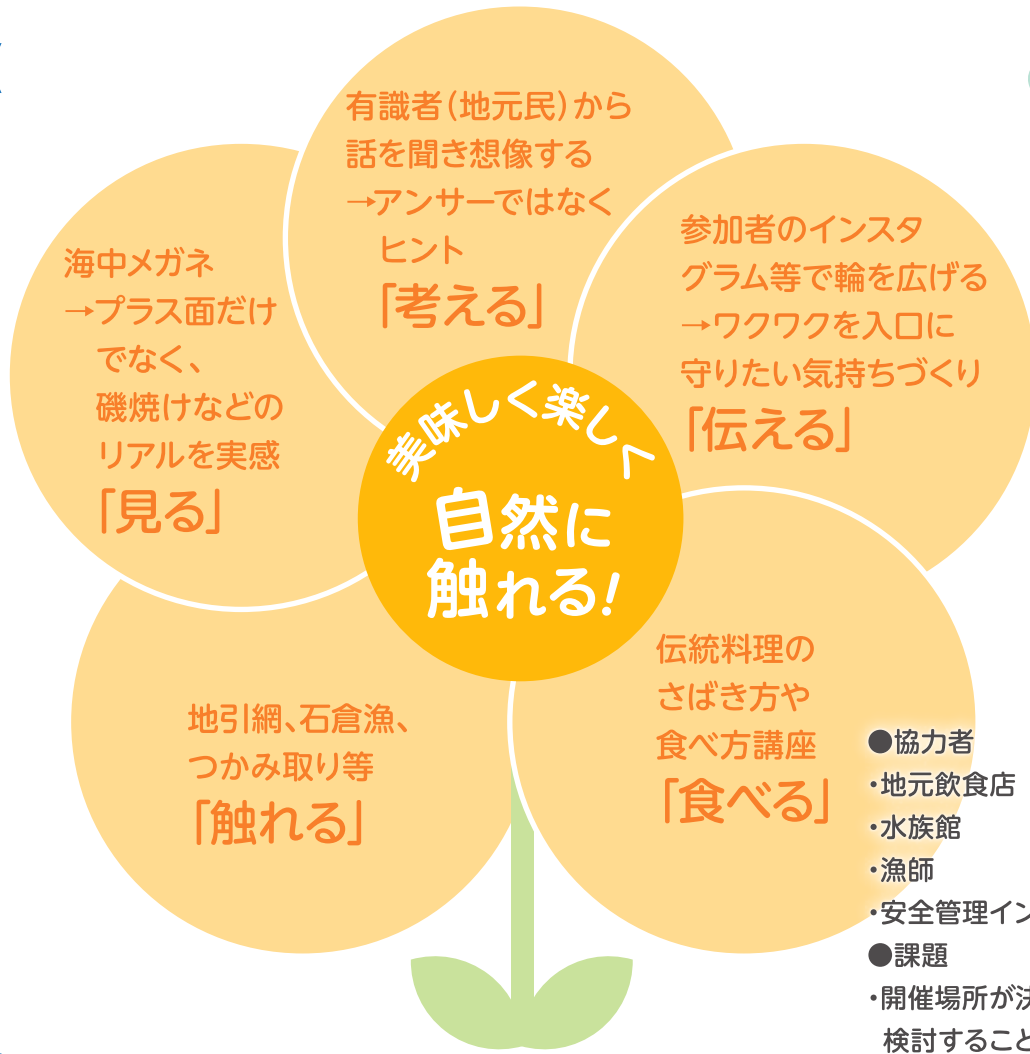 有識者(地元民)から
話を聞き想像する
→アンサーではなく
ヒント
「考える」
海中メガネ
→プラス面だけ
でなく、
磯焼けなどの
リアルを実感
「見る」
参加者のインスタ
グラム等で輪を広げる
→ワクワクを入口に
守りたい気持ちづくり
「伝える」
美味しく楽しく
自然に
触れる!
地引網、石倉漁、
つかみ取り等
「触れる」
伝統料理の
さばき方や
食べ方講座
「食べる」
●協力者
・地元飲食店
・水族館
・漁師
・安全管理イン
●課題
・開催場所が決
検討すること